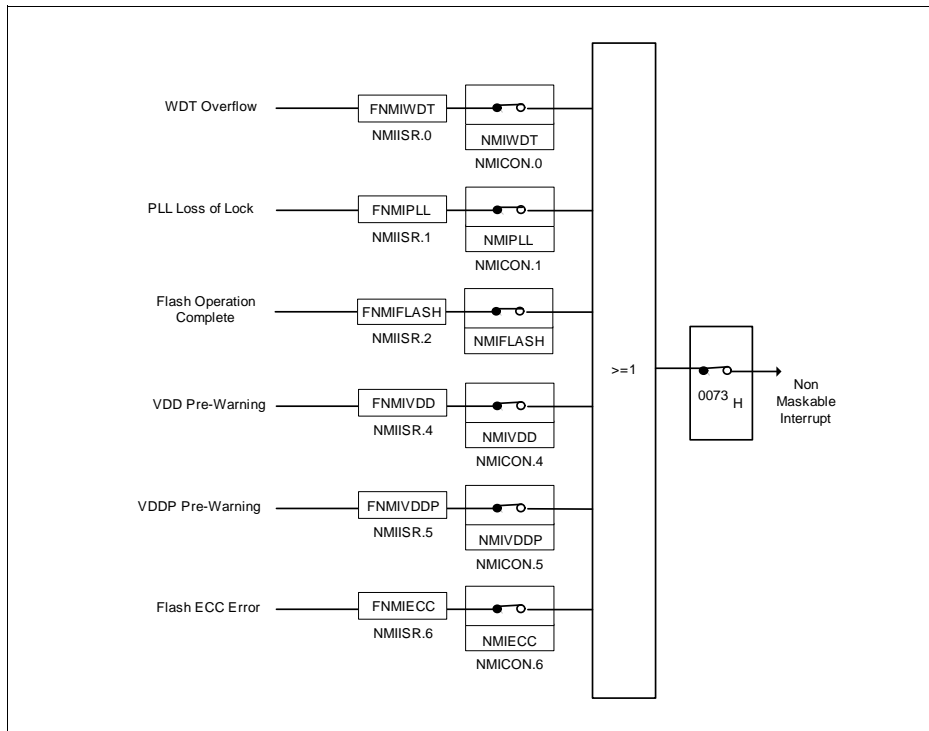 WDT Overflow
FNMIWDT
NMIISR.0
NMIWDT
NMICON.0
PLL Loss of Lock
FNMIPLL
NMIISR.1
NMIPLL
NMICON.1
Flash Operation
Complete
FNMIFLASH
NMIISR.2
NMIFLASH
VDD Pre-Warning
FNMIVDD
NMIISR.4
NMIVDD
NMICON.4
VDDP Pre-Warning
FNMIVDDP
NMIISR.5
NMIVDDP
NMICON.5
Flash ECC Error
FNMIECC
NMIISR.6
NMIECC
NMICON.6
>=1
0073 H
Non
Maskable
Interrupt